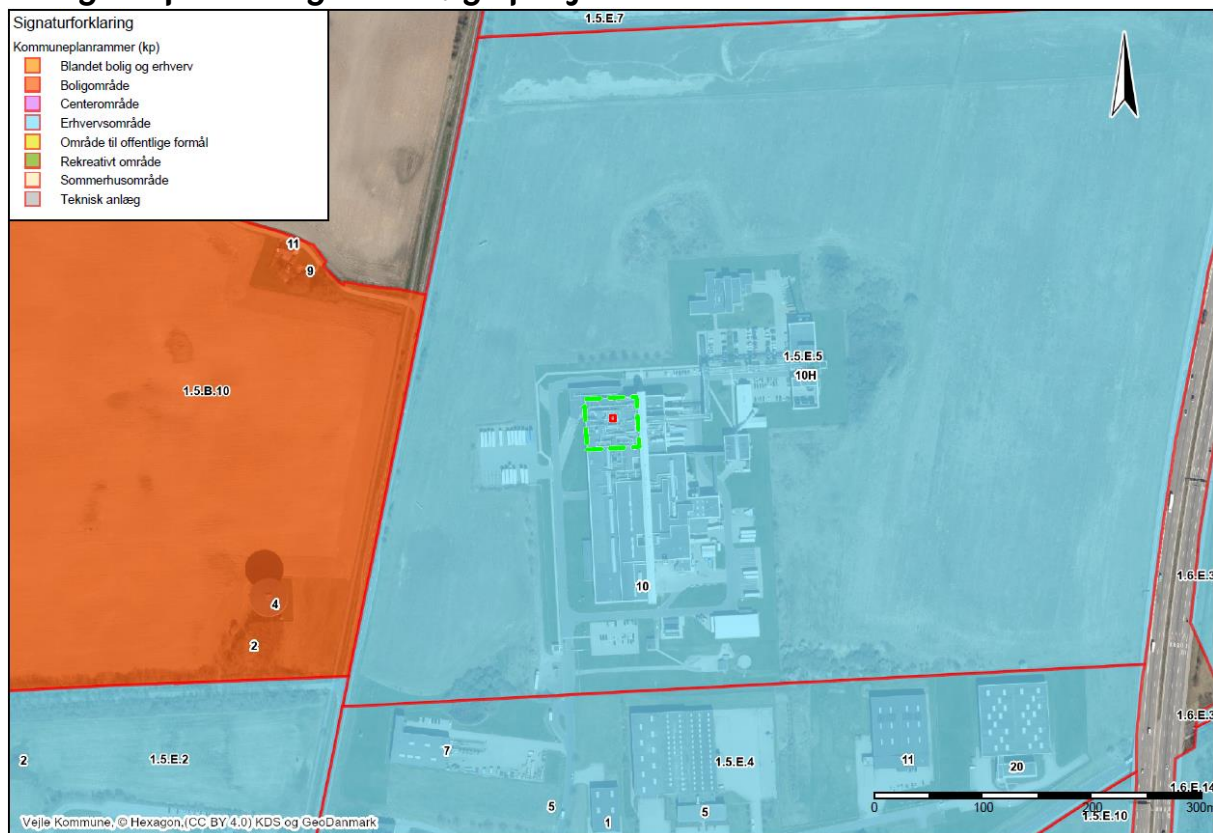 1.5.E.7
Signaturforklaring
Kommuneplanrammer (kp)
Blandet bolig og erhverv
Boligområde
Centerområde
Erhvervsområde
Område til offentlige formål
Rekreativt område
Sommerhusområde
Teknisk anlæg
11
9
1.5.E.5
10H
1.5.B.10
1.6.E.3
10
4
2
1.6.E.3
7
1.5.E.2
2
1.5.E.4
11
20
1.6.E.14
5
5
1
0 100 200 300m
1.5.E.10
Vejle Kommune, © Hexagon,(CC BY 4.0) KDS og GeoDanmark